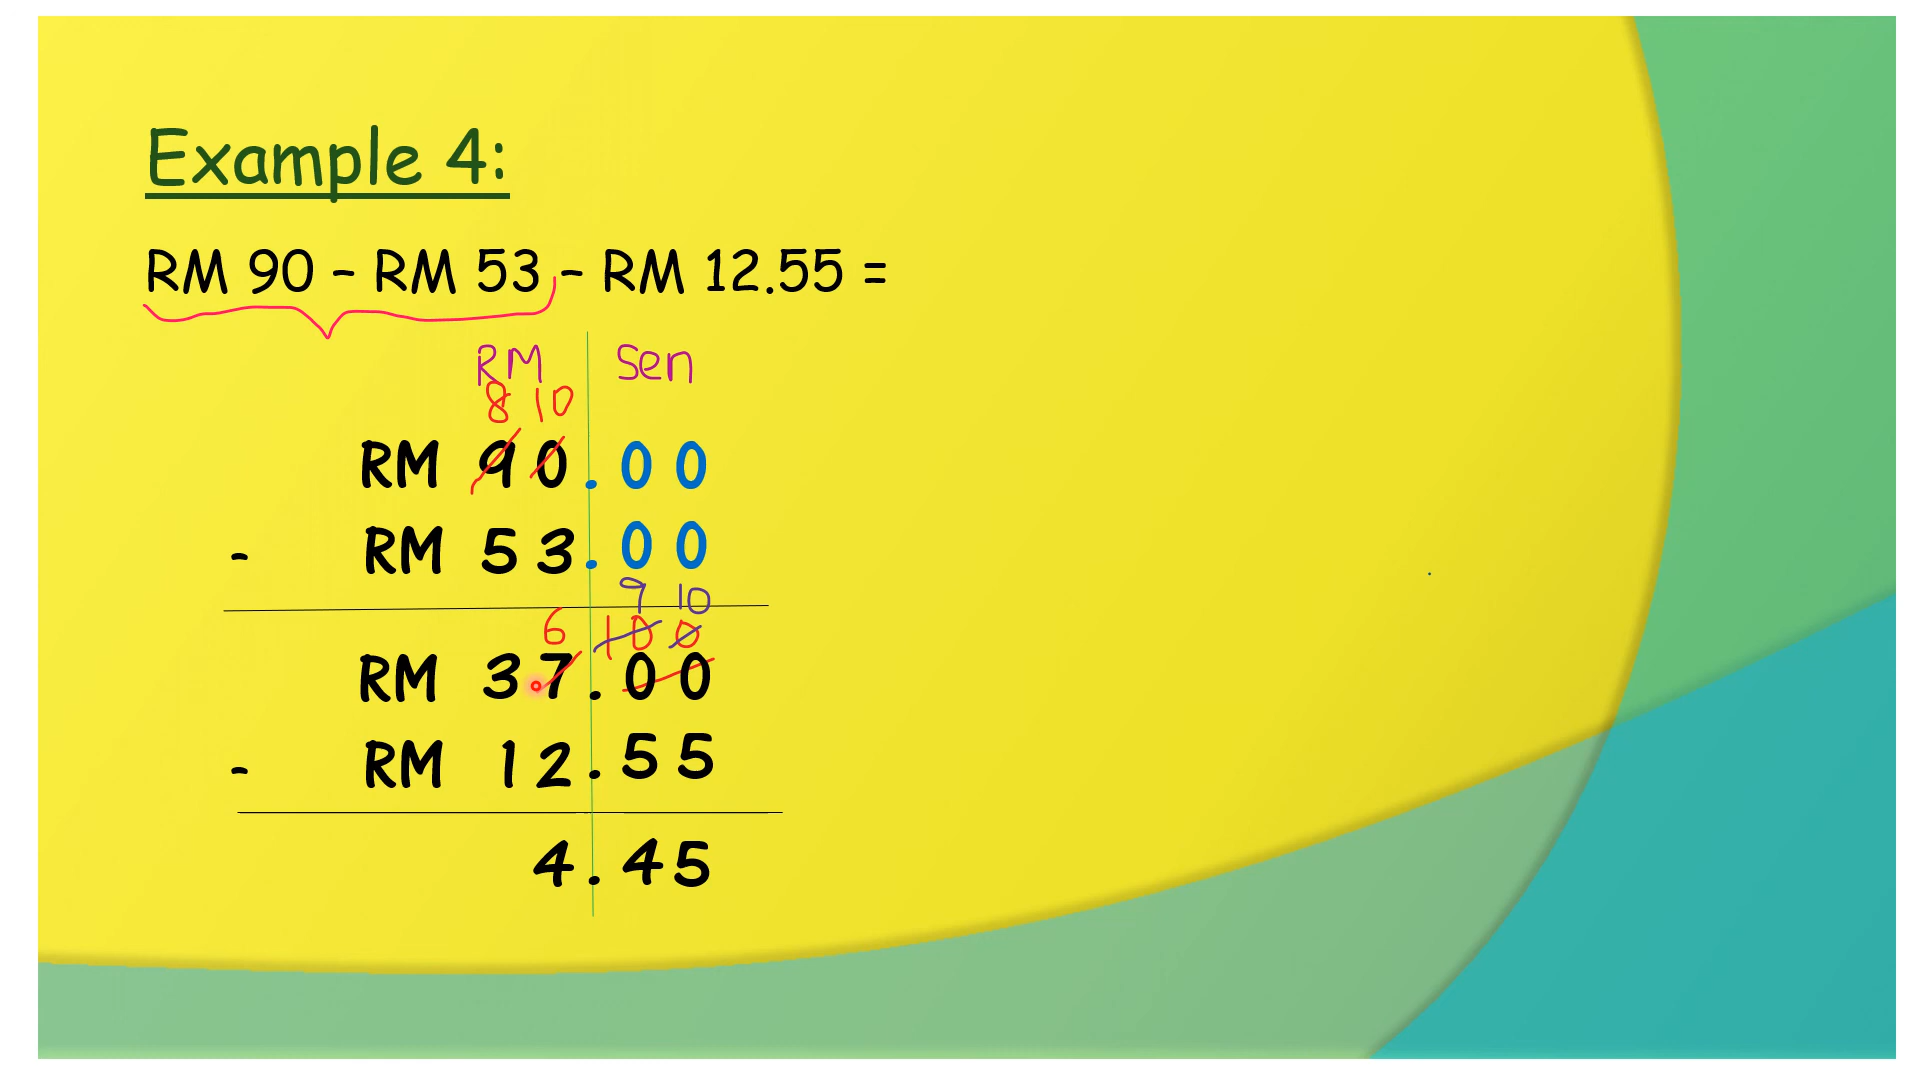 Example 4:
RM 90 - RM 53 - RM 12.55 =
RM Sen
8 10
RM 90.00
- RM 53.00
9 10
6 10 0
RM 37.00
- RM 12.55
4.45